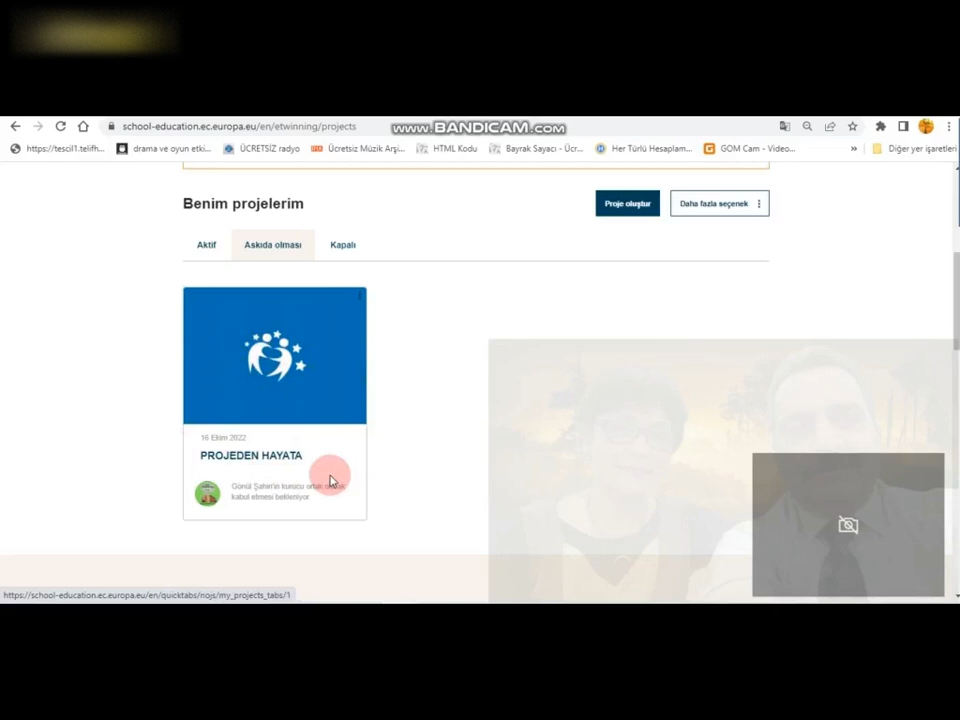 school-education.ec.europa.eu/en/etwinning/projects
www.BANDICAM.com
https://tescil1.telifh... drama ve oyun etki... ÜCRETSİZ radyo Ücretsiz Müzik Arşi... HTML Kodu Bayrak Sayacı - Ücr... Her Türlü Hesaplam... GOM Cam - Video... » Diğer yer işaretleri
Benim projelerim
Proje oluştur Daha fazla seçenek
Aktif Askıda olması Kapalı
16 Ekim 2022
PROJEDEN HAYATA
Gönül Şahin'in kurucu ortak olarak
kabul etmesi bekleniyor
https://school-education.ec.europa.eu/en/quicktabs/nojs/my_projects_tabs/1